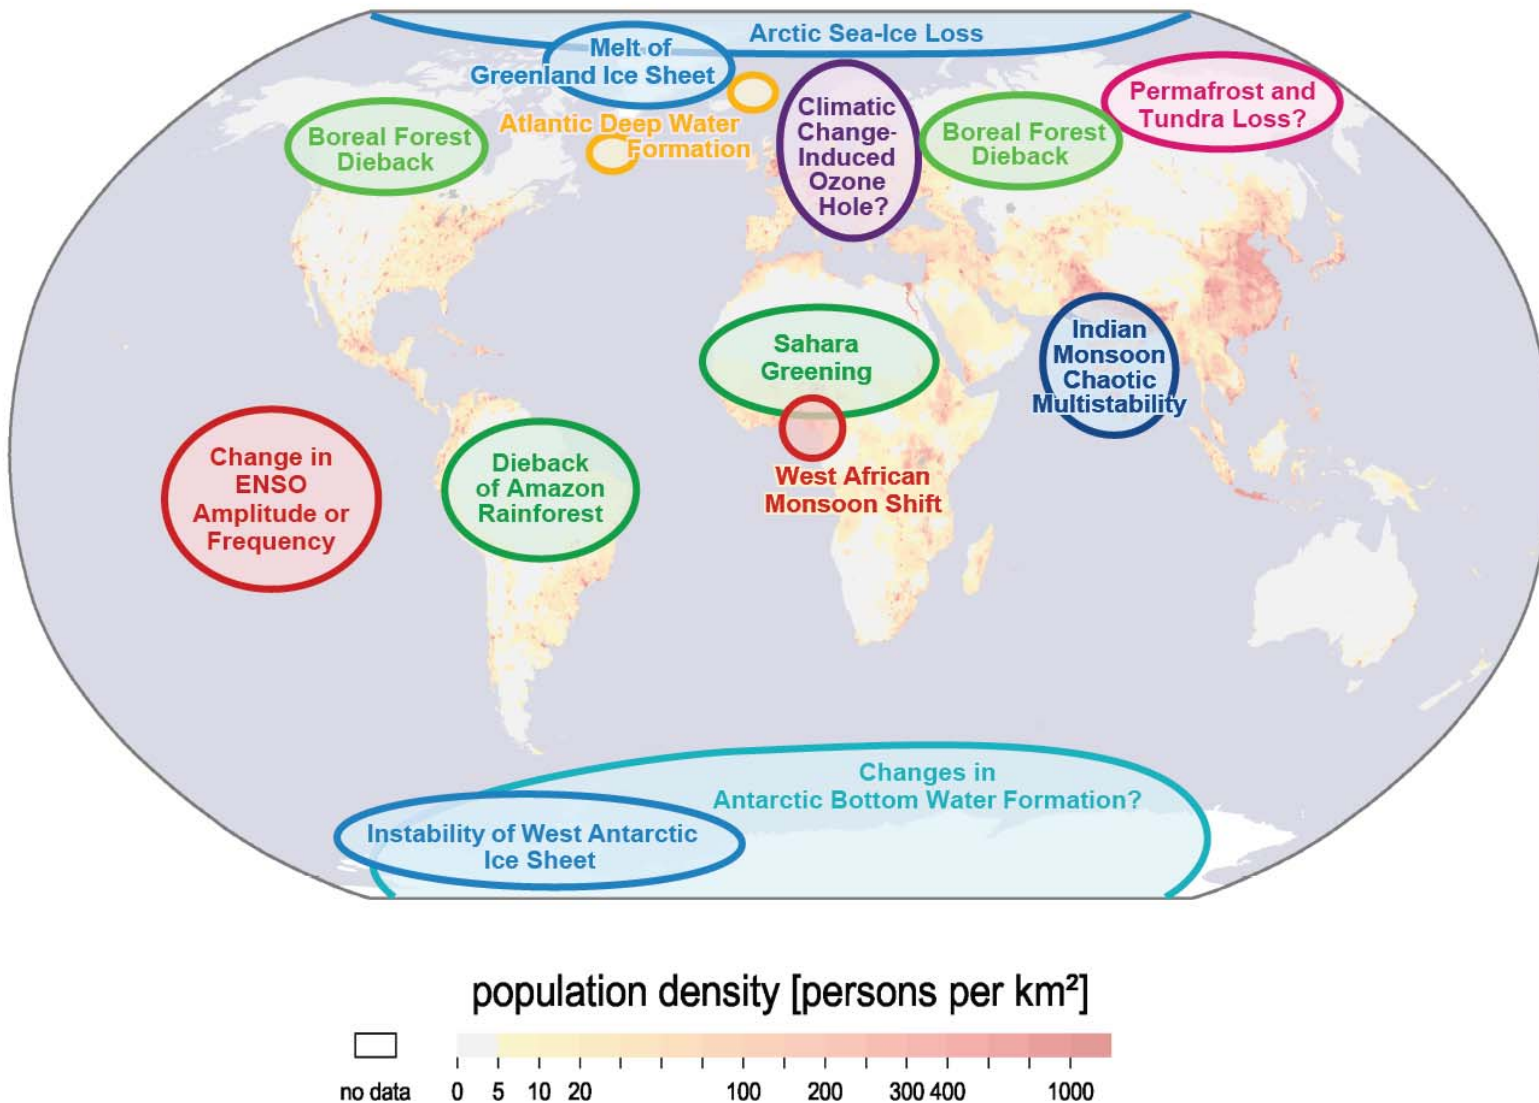 Arctic Sea-Ice Loss
Melt of
Greenland Ice Sheet
Atlantic Deep Water
Formation
Boreal Forest
Dieback
Climatic
Change-
Induced
Ozone
Hole?
Boreal Forest
Dieback
Permafrost and
Tundra Loss?
Sahara
Greening
Indian
Monsoon
Chaotic
Multistability
Change in
ENSO
Amplitude or
Frequency
Dieback
of Amazon
Rainforest
West African
Monsoon Shift
Changes in
Antarctic Bottom Water Formation?
Instability of West Antarctic
Ice Sheet
population density [persons per km²]
no data 0 5 10 20 100 200 300 400 1000